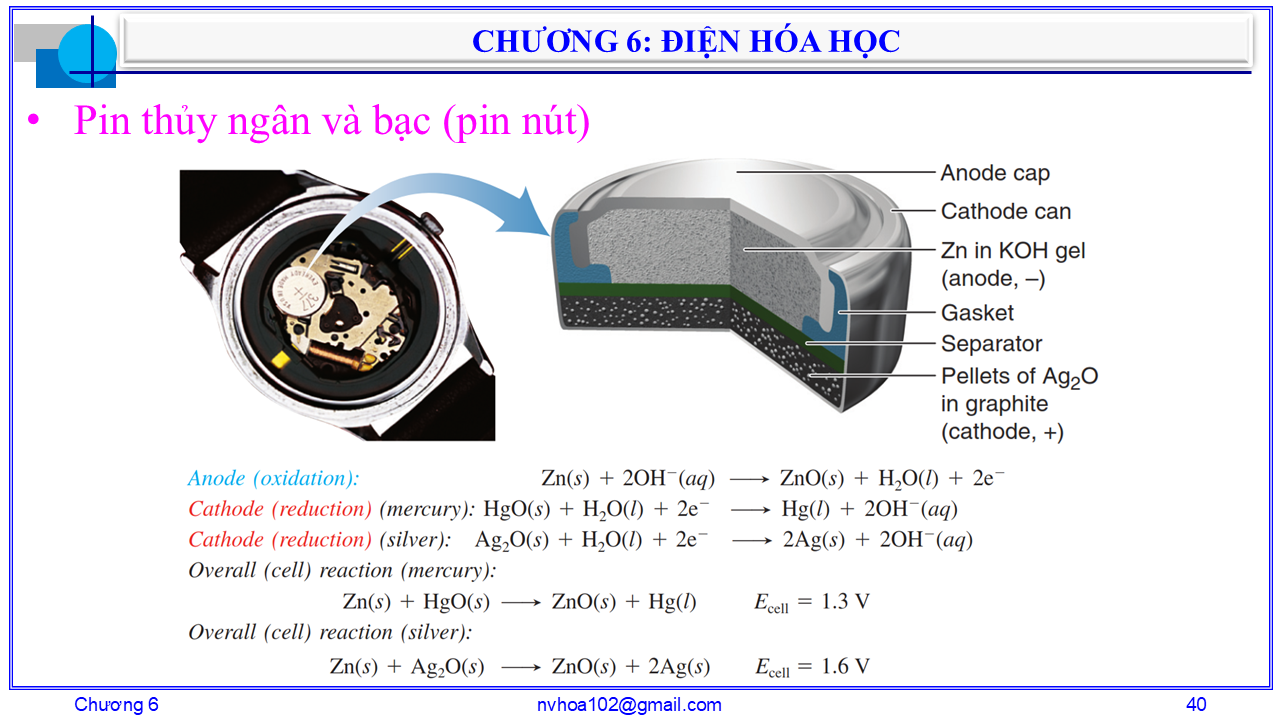 CHƯƠNG 6: ĐIỆN HÓA HỌC
• Pin thủy ngân và bạc (pin nút)
Anode cap
Cathode can
Zn in KOH gel
(anode, –)
Gasket
Separator
Pellets of Ag₂O
in graphite
(cathode, +)
377
Anode (oxidation): Zn(s) + 2OH⁻(aq) ⟶ ZnO(s) + H₂O(l) + 2e⁻
Cathode (reduction) (mercury): HgO(s) + H₂O(l) + 2e⁻ ⟶ Hg(l) + 2OH⁻(aq)
Cathode (reduction) (silver): Ag₂O(s) + H₂O(l) + 2e⁻ ⟶ 2Ag(s) + 2OH⁻(aq)
Overall (cell) reaction (mercury):
Zn(s) + HgO(s) ⟶ ZnO(s) + Hg(l) E_cell = 1.3 V
Overall (cell) reaction (silver):
Zn(s) + Ag₂O(s) ⟶ ZnO(s) + 2Ag(s) E_cell = 1.6 V
Chương 6 nvhoa102@gmail.com 40